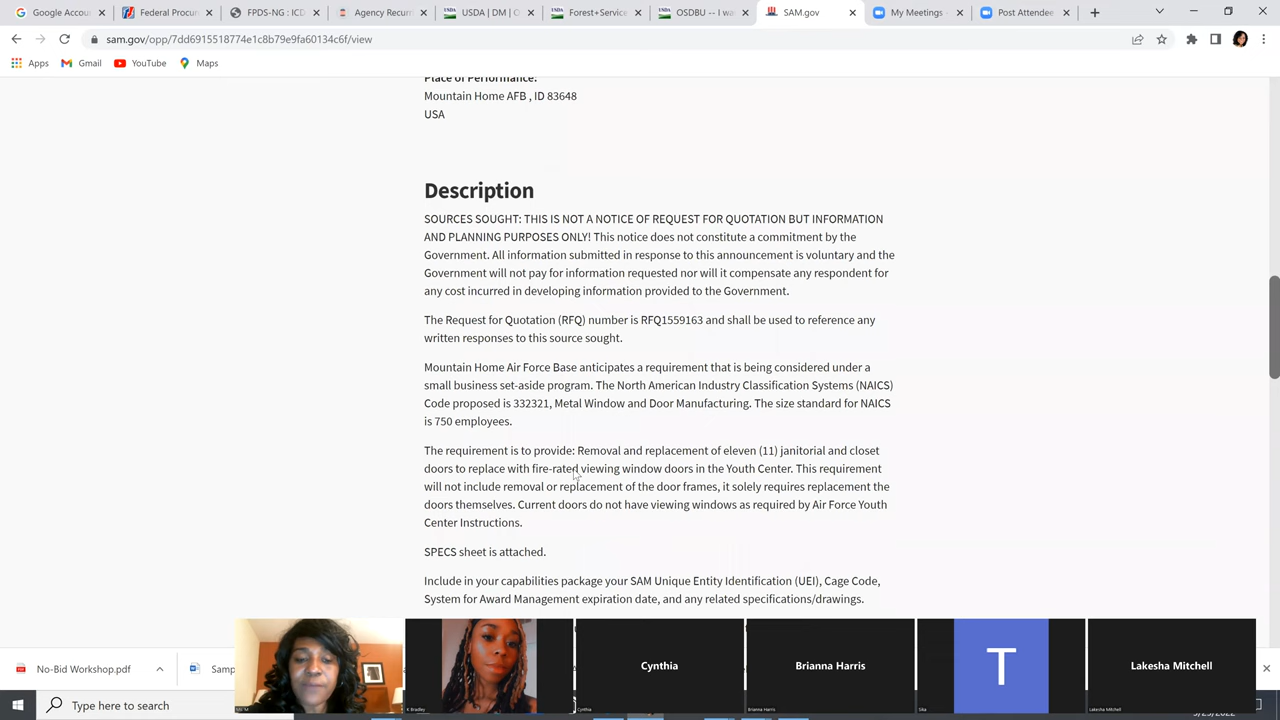 Google Accou
Federal Procur
FPDS-NG : ICD
Agency Recurr
USDA | DM | O
Forest+Service
OSDBU -- I wa
SAM.gov
My Meetings -
Post Attendee
sam.gov/opp/7dd6915518774e1c8b79e9fa60134c6f/view
Apps
Gmail
YouTube
Maps
Place of Performance:
Mountain Home AFB , ID 83648
USA
Description
SOURCES SOUGHT: THIS IS NOT A NOTICE OF REQUEST FOR QUOTATION BUT INFORMATION
AND PLANNING PURPOSES ONLY! This notice does not constitute a commitment by the
Government. All information submitted in response to this announcement is voluntary and the
Government will not pay for information requested nor will it compensate any respondent for
any cost incurred in developing information provided to the Government.
The Request for Quotation (RFQ) number is RFQ1559163 and shall be used to reference any
written responses to this source sought.
Mountain Home Air Force Base anticipates a requirement that is being considered under a
small business set-aside program. The North American Industry Classification Systems (NAICS)
Code proposed is 332321, Metal Window and Door Manufacturing. The size standard for NAICS
is 750 employees.
The requirement is to provide: Removal and replacement of eleven (11) janitorial and closet
doors to replace with fire-rated viewing window doors in the Youth Center. This requirement
will not include removal or replacement of the door frames, it solely requires replacement the
doors themselves. Current doors do not have viewing windows as required by Air Force Youth
Center Instructions.
SPECS sheet is attached.
Include in your capabilities package your SAM Unique Entity Identification (UEI), Cage Code,
System for Award Management expiration date, and any related specifications/drawings.
No-Bid Workshop.pdf
Samp
Cynthia
Brianna Harris
T
Lakesha Mitchell
K Bradley
Cynthia
Brianna Harris
Lakesha Mitchell
Type here to search